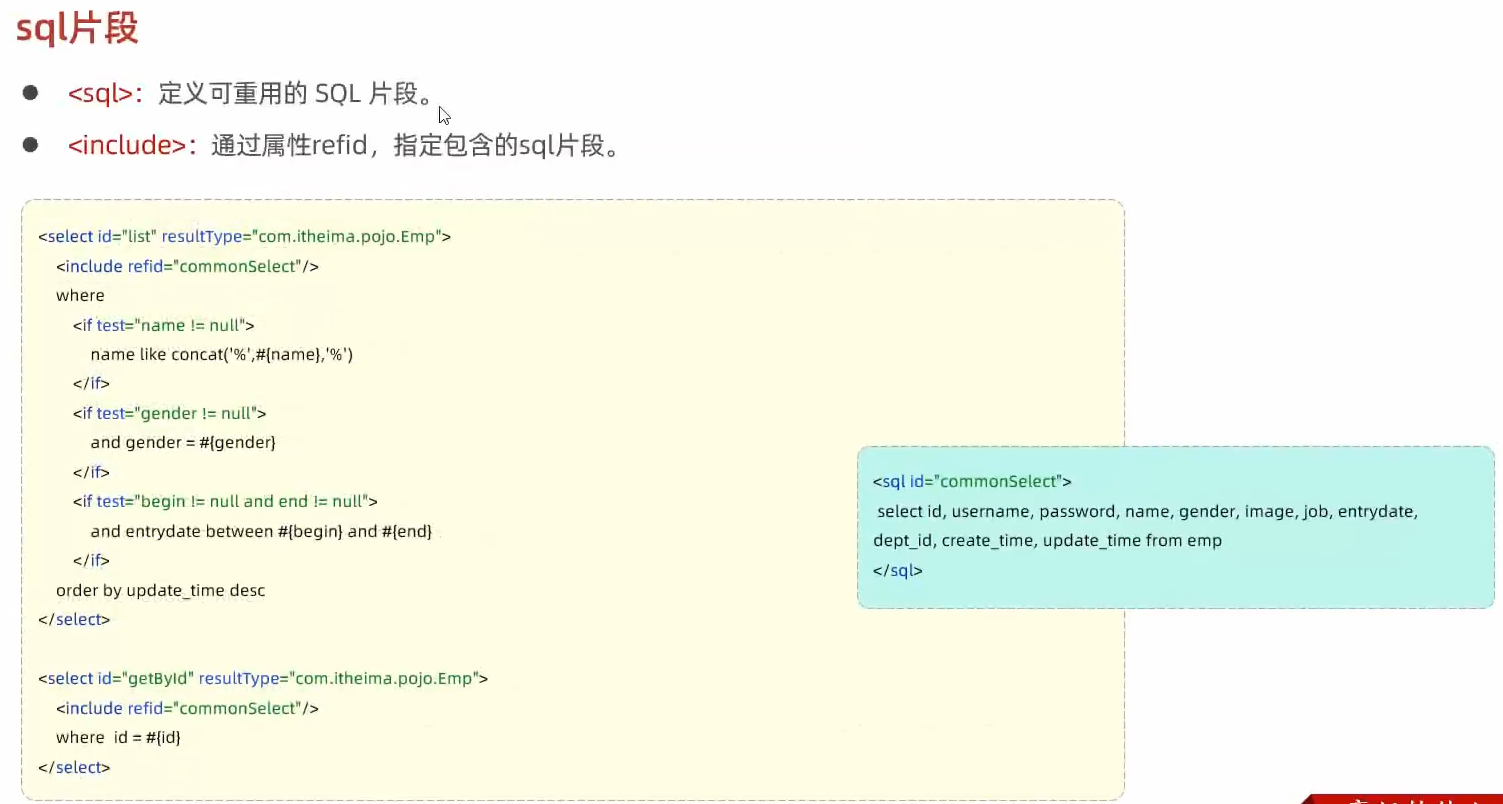 sql片段
● <sql>：定义可重用的 SQL 片段。
● <include>：通过属性refid，指定包含的sql片段。
<select id="list" resultType="com.itheima.pojo.Emp">
<include refid="commonSelect"/>
where
<if test="name != null">
name like concat('%',#{name},'%')
</if>
<if test="gender != null">
and gender = #{gender}
</if>
<if test="begin != null and end != null">
and entrydate between #{begin} and #{end}
</if>
order by update_time desc
</select>
<select id="getById" resultType="com.itheima.pojo.Emp">
<include refid="commonSelect"/>
where  id = #{id}
</select>
<sql id="commonSelect">
select id, username, password, name, gender, image, job, entrydate,
dept_id, create_time, update_time from emp
</sql>